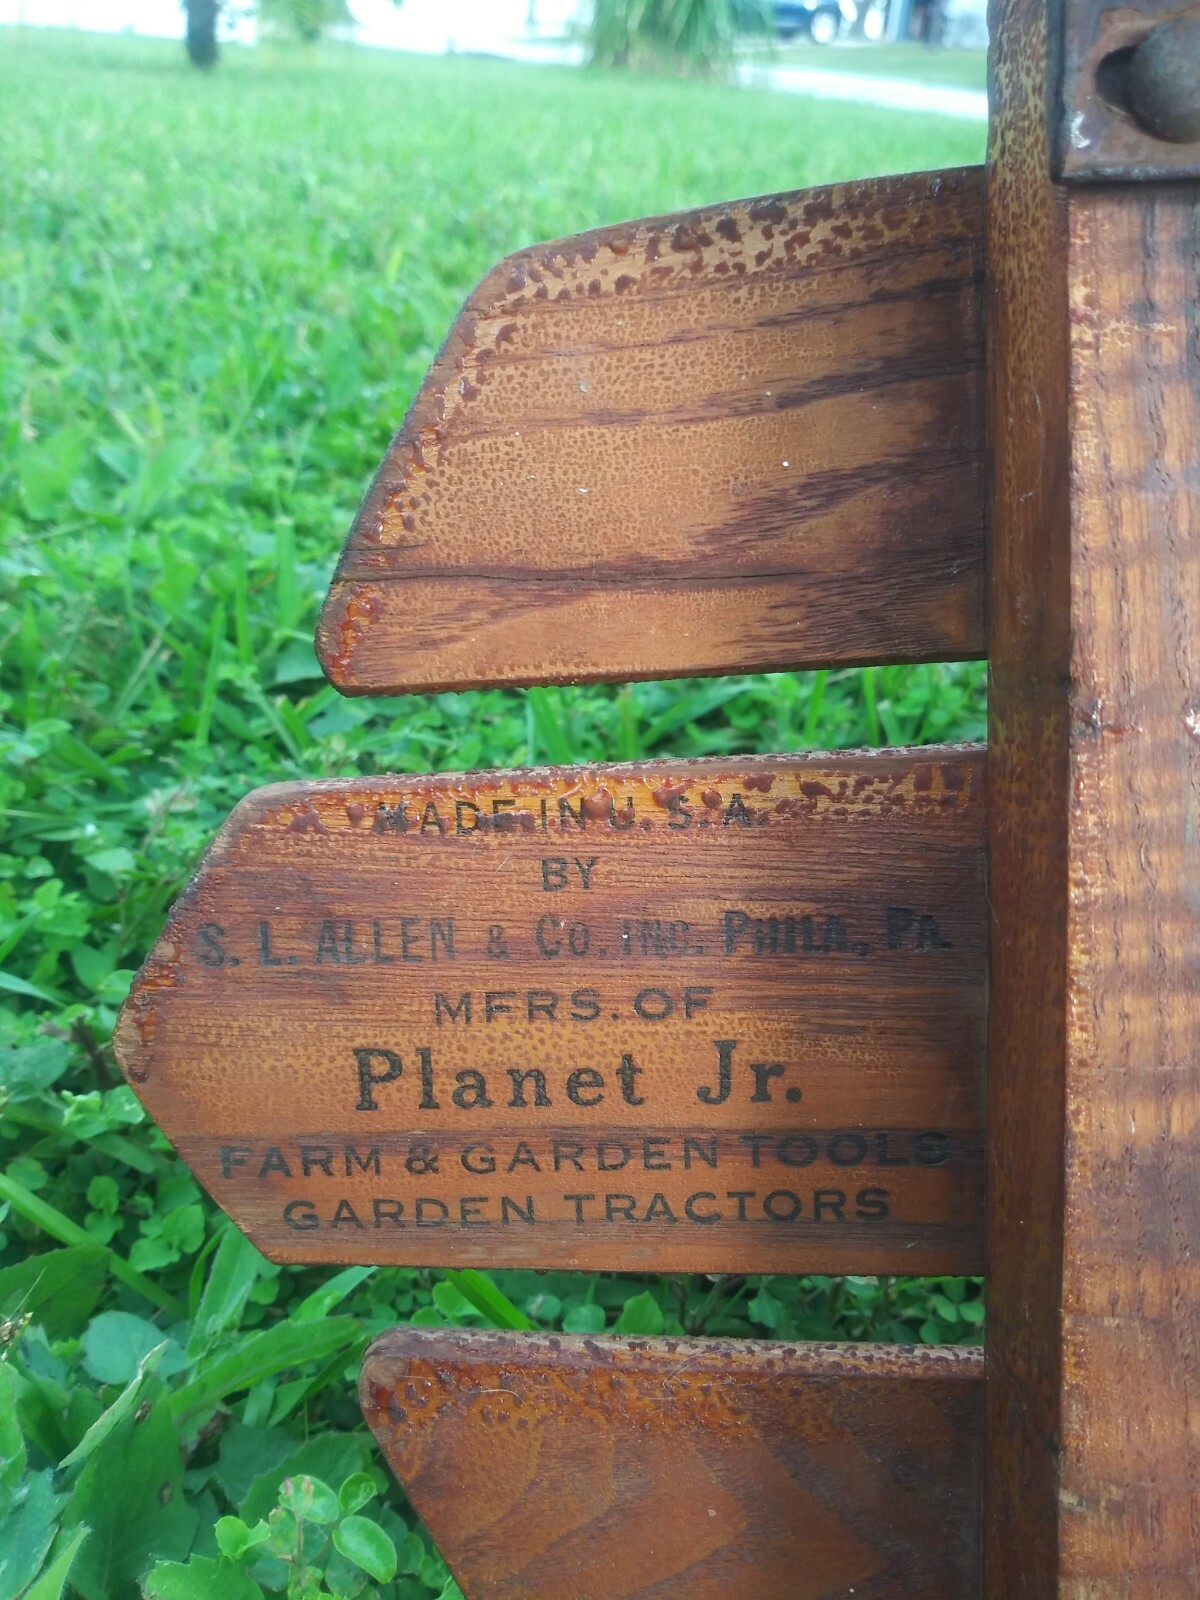 MADE IN U.S.A.
BY
S. L. ALLEN & Co. INC. PHILA., PA.
MFRS. OF
Planet Jr.
FARM & GARDEN TOOLS
GARDEN TRACTORS